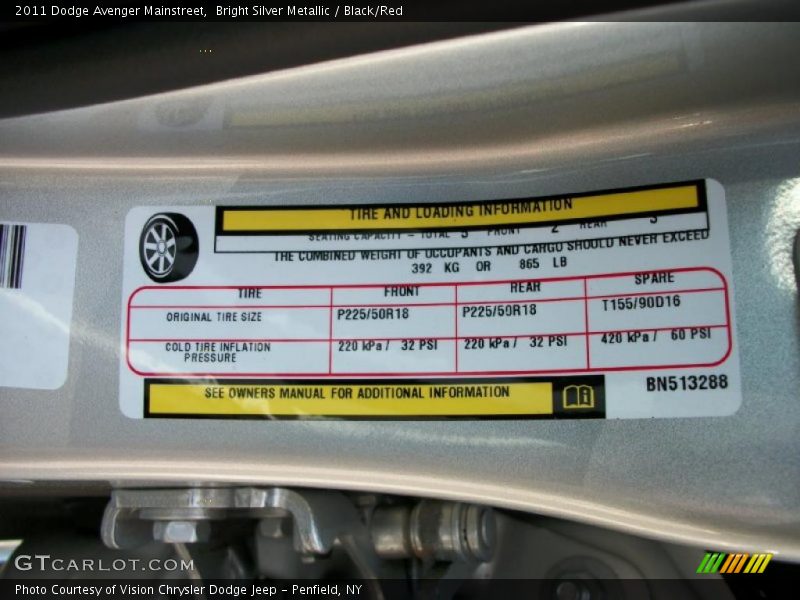 2011 Dodge Avenger Mainstreet,  Bright Silver Metallic / Black/Red
TIRE AND LOADING INFORMATION
SEATING CAPACITY - TOTAL 5 FRONT 2 REAR 3
THE COMBINED WEIGHT OF OCCUPANTS AND CARGO SHOULD NEVER EXCEED
392 KG OR 865 LB
TIRE FRONT REAR SPARE
ORIGINAL TIRE SIZE P225/50R18 P225/50R18 T155/90D16
COLD TIRE INFLATION PRESSURE 220 kPa / 32 PSI 220 kPa / 32 PSI 420 kPa / 60 PSI
SEE OWNERS MANUAL FOR ADDITIONAL INFORMATION
BN513288
GTCARLOT.COM
Photo Courtesy of Vision Chrysler Dodge Jeep - Penfield, NY